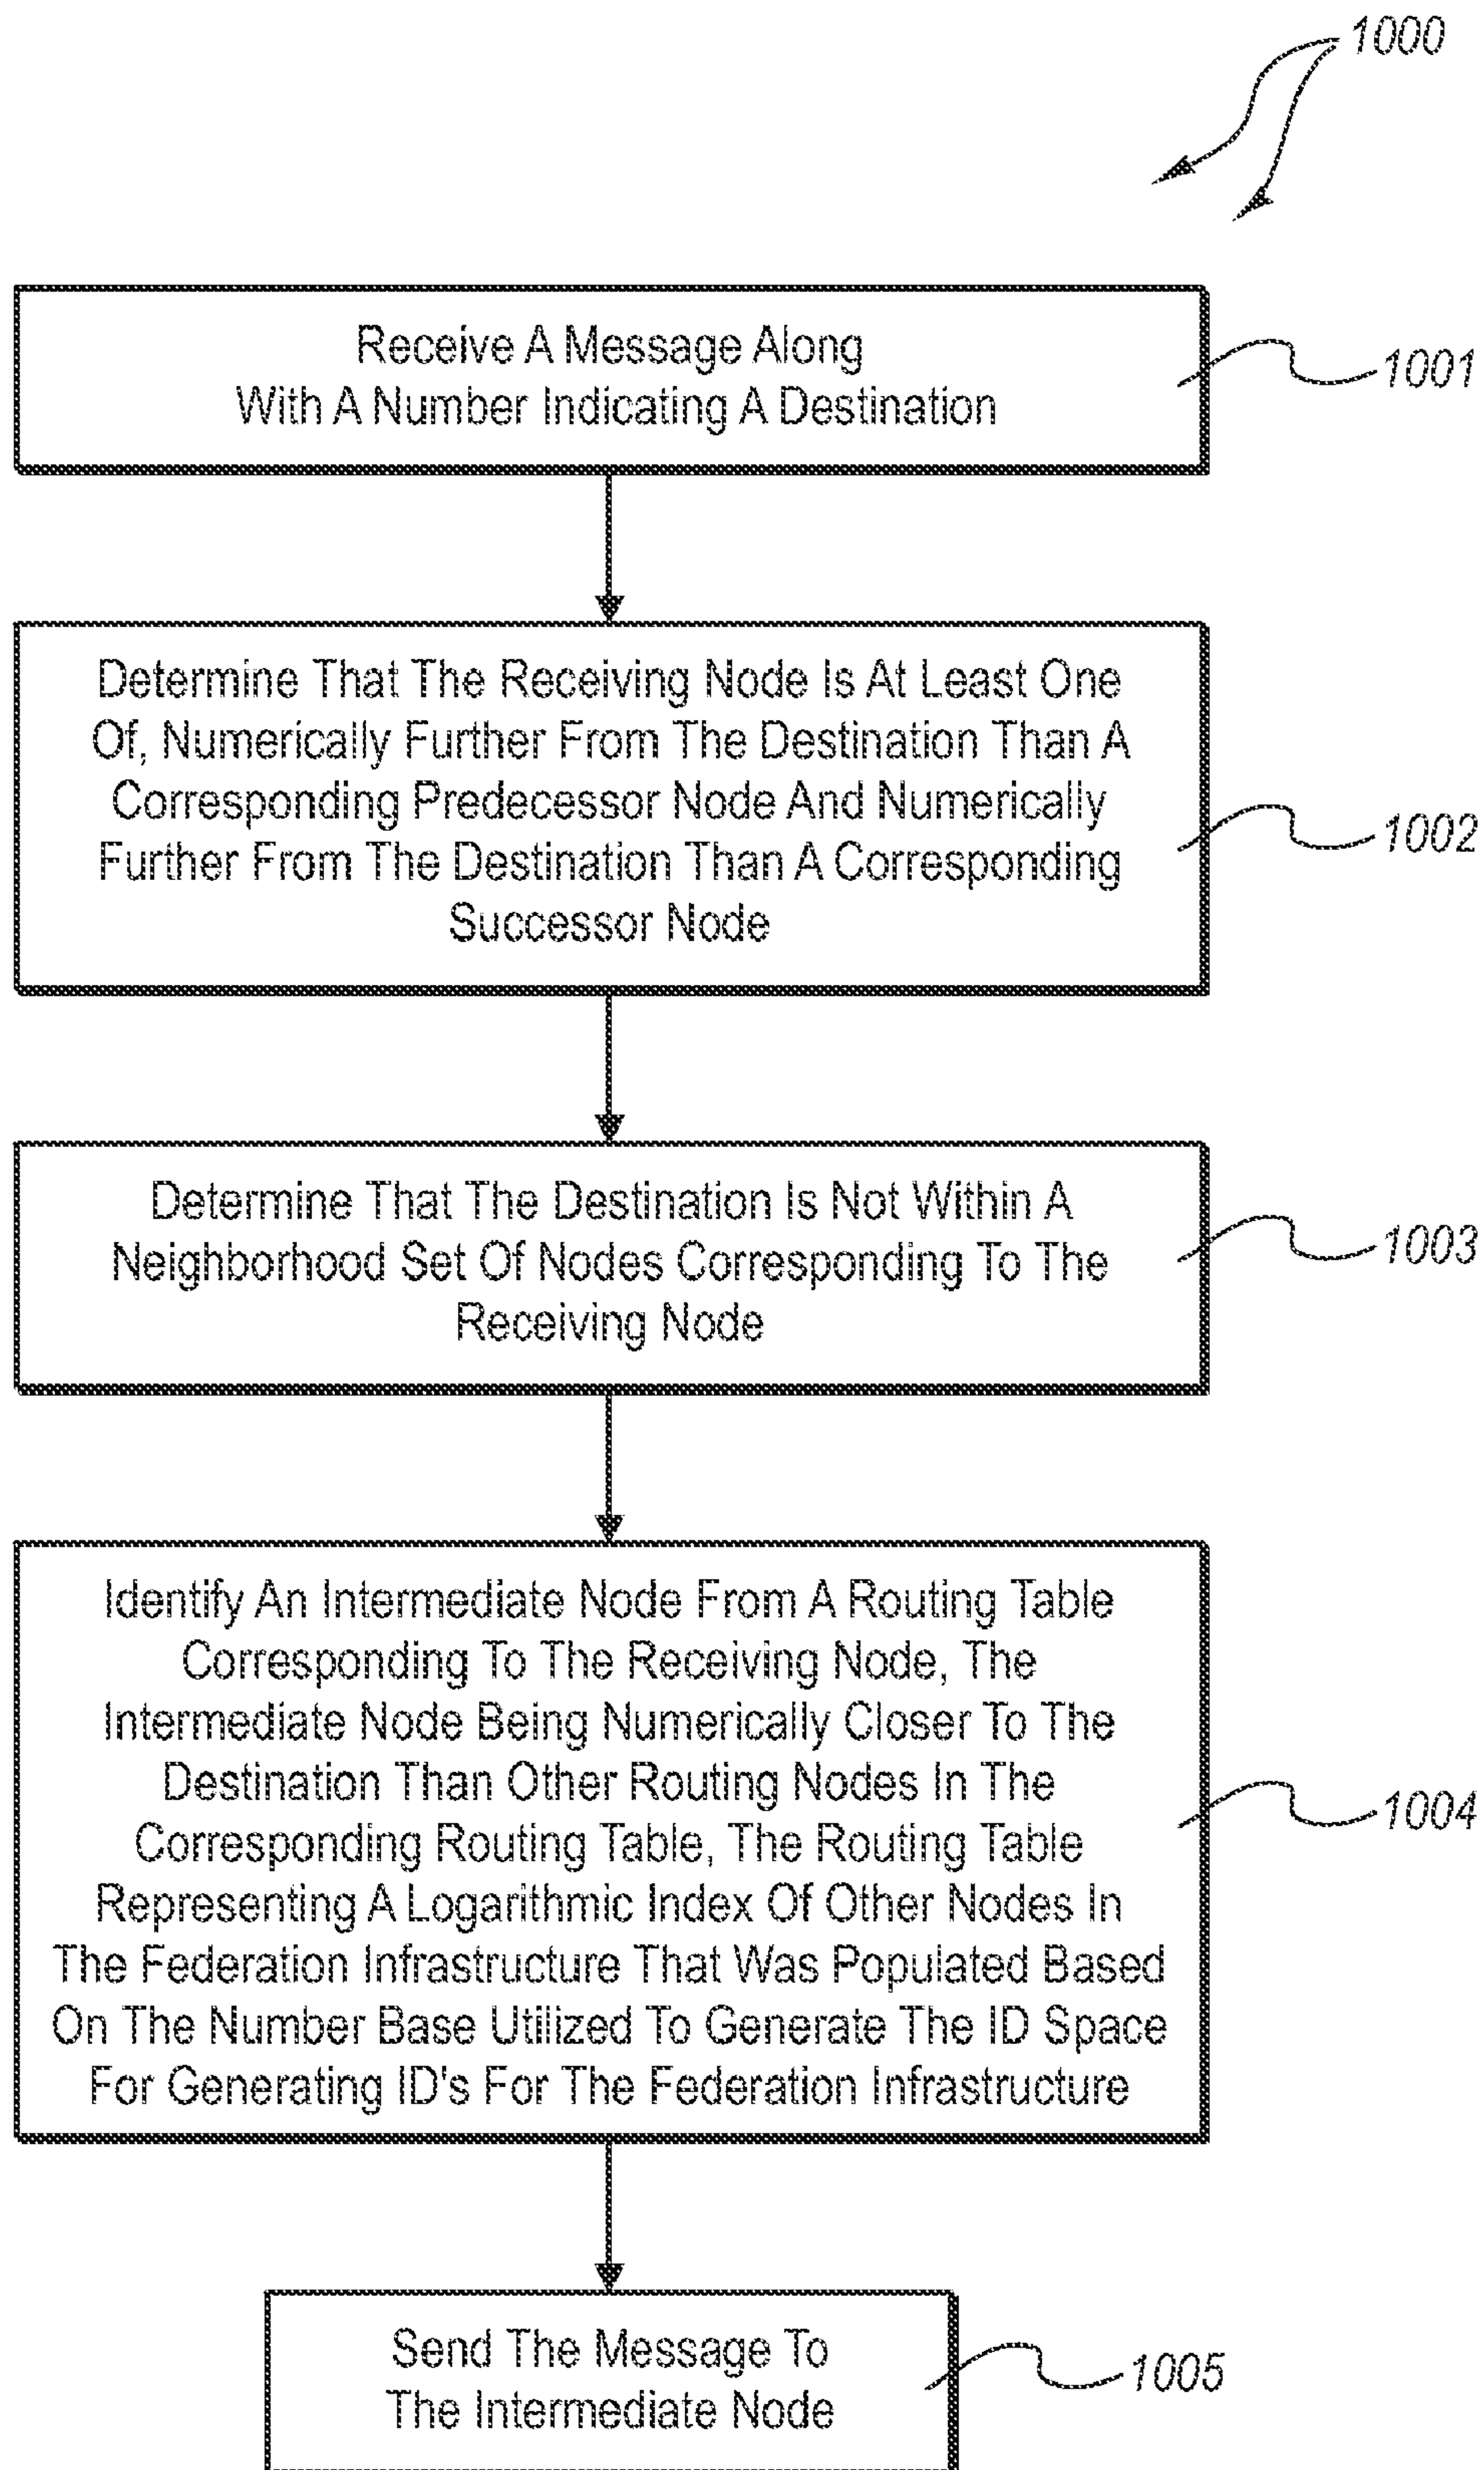 1000
Receive A Message Along
With A Number Indicating A Destination
1001
Determine That The Receiving Node Is At Least One
Of, Numerically Further From The Destination Than A
Corresponding Predecessor Node And Numerically
Further From The Destination Than A Corresponding
Successor Node
1002
Determine That The Destination Is Not Within A
Neighborhood Set Of Nodes Corresponding To The
Receiving Node
1003
Identify An Intermediate Node From A Routing Table
Corresponding To The Receiving Node, The
Intermediate Node Being Numerically Closer To The
Destination Than Other Routing Nodes In The
Corresponding Routing Table, The Routing Table
Representing A Logarithmic Index Of Other Nodes In
The Federation Infrastructure That Was Populated Based
On The Number Base Utilized To Generate The ID Space
For Generating ID's For The Federation Infrastructure
1004
Send The Message To
The Intermediate Node
1005